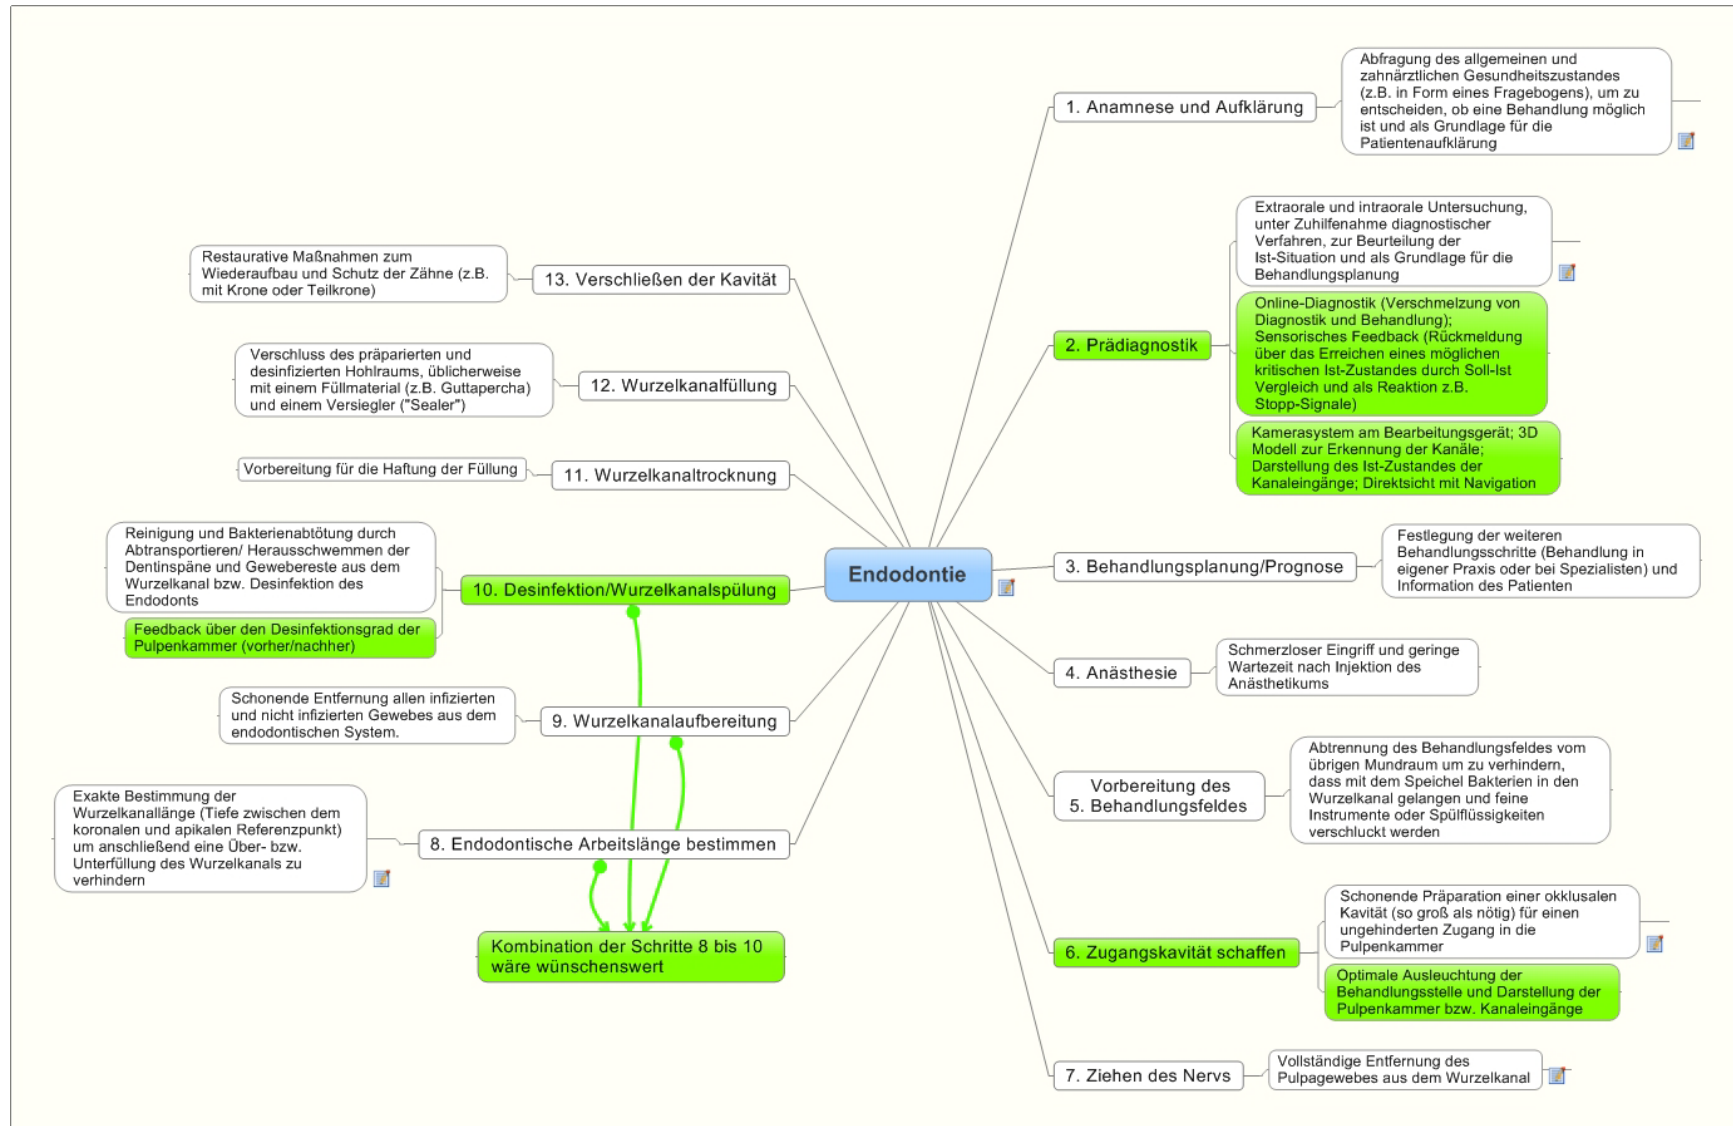 Endodontie
1. Anamnese und Aufklärung
Abfragung des allgemeinen und
zahnärztlichen Gesundheitszustandes
(z.B. in Form eines Fragebogens), um zu
entscheiden, ob eine Behandlung möglich
ist und als Grundlage für die
Patientenaufklärung
2. Prädiagnostik
Extraorale und intraorale Untersuchung,
unter Zuhilfenahme diagnostischer
Verfahren, zur Beurteilung der
Ist-Situation und als Grundlage für die
Behandlungsplanung
Online-Diagnostik (Verschmelzung von
Diagnostik und Behandlung);
Sensorisches Feedback (Rückmeldung
über das Erreichen eines möglichen
kritischen Ist-Zustandes durch Soll-Ist
Vergleich und als Reaktion z.B.
Stopp-Signale)
Kamerasystem am Bearbeitungsgerät; 3D
Modell zur Erkennung der Kanäle;
Darstellung des Ist-Zustandes der
Kanaleingänge; Direktsicht mit Navigation
3. Behandlungsplanung/Prognose
Festlegung der weiteren
Behandlungsschritte (Behandlung in
eigener Praxis oder bei Spezialisten) und
Information des Patienten
4. Anästhesie
Schmerzloser Eingriff und geringe
Wartezeit nach Injektion des
Anästhetikums
Vorbereitung des
5. Behandlungsfeldes
Abtrennung des Behandlungsfeldes vom
übrigen Mundraum um zu verhindern,
dass mit dem Speichel Bakterien in den
Wurzelkanal gelangen und feine
Instrumente oder Spülflüssigkeiten
verschluckt werden
6. Zugangskavität schaffen
Schonende Präparation einer okklusalen
Kavität (so groß als nötig) für einen
ungehinderten Zugang in die
Pulpenkammer
Optimale Ausleuchtung der
Behandlungsstelle und Darstellung der
Pulpenkammer bzw. Kanaleingänge
7. Ziehen des Nervs
Vollständige Entfernung des
Pulpagewebes aus dem Wurzelkanal
8. Endodontische Arbeitslänge bestimmen
Exakte Bestimmung der
Wurzelkanallänge (Tiefe zwischen dem
koronalen und apikalen Referenzpunkt)
um anschließend eine Über- bzw.
Unterfüllung des Wurzelkanals zu
verhindern
9. Wurzelkanalaufbereitung
Schonende Entfernung allen infizierten
und nicht infizierten Gewebes aus dem
endodontischen System.
10. Desinfektion/Wurzelkanalspülung
Reinigung und Bakterienabtötung durch
Abtransportieren/ Herausschwemmen der
Dentinspäne und Gewebereste aus dem
Wurzelkanal bzw. Desinfektion des
Endodonts
Feedback über den Desinfektionsgrad der
Pulpenkammer (vorher/nachher)
11. Wurzelkanaltrocknung
Vorbereitung für die Haftung der Füllung
12. Wurzelkanalfüllung
Verschluss des präparierten und
desinfizierten Hohlraums, üblicherweise
mit einem Füllmaterial (z.B. Guttapercha)
und einem Versiegler ("Sealer")
13. Verschließen der Kavität
Restaurative Maßnahmen zum
Wiederaufbau und Schutz der Zähne (z.B.
mit Krone oder Teilkrone)
Kombination der Schritte 8 bis 10
wäre wünschenswert